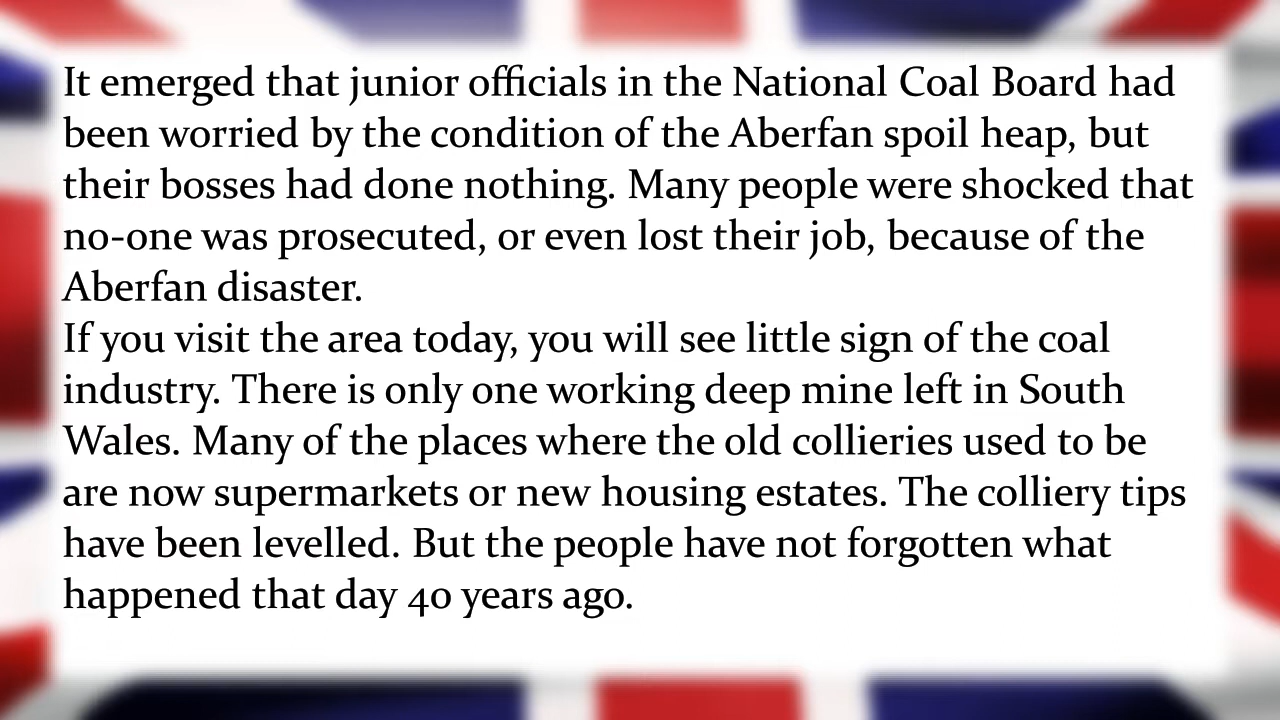 It emerged that junior officials in the National Coal Board had
been worried by the condition of the Aberfan spoil heap, but
their bosses had done nothing. Many people were shocked that
no-one was prosecuted, or even lost their job, because of the
Aberfan disaster.
If you visit the area today, you will see little sign of the coal
industry. There is only one working deep mine left in South
Wales. Many of the places where the old collieries used to be
are now supermarkets or new housing estates. The colliery tips
have been levelled. But the people have not forgotten what
happened that day 40 years ago.